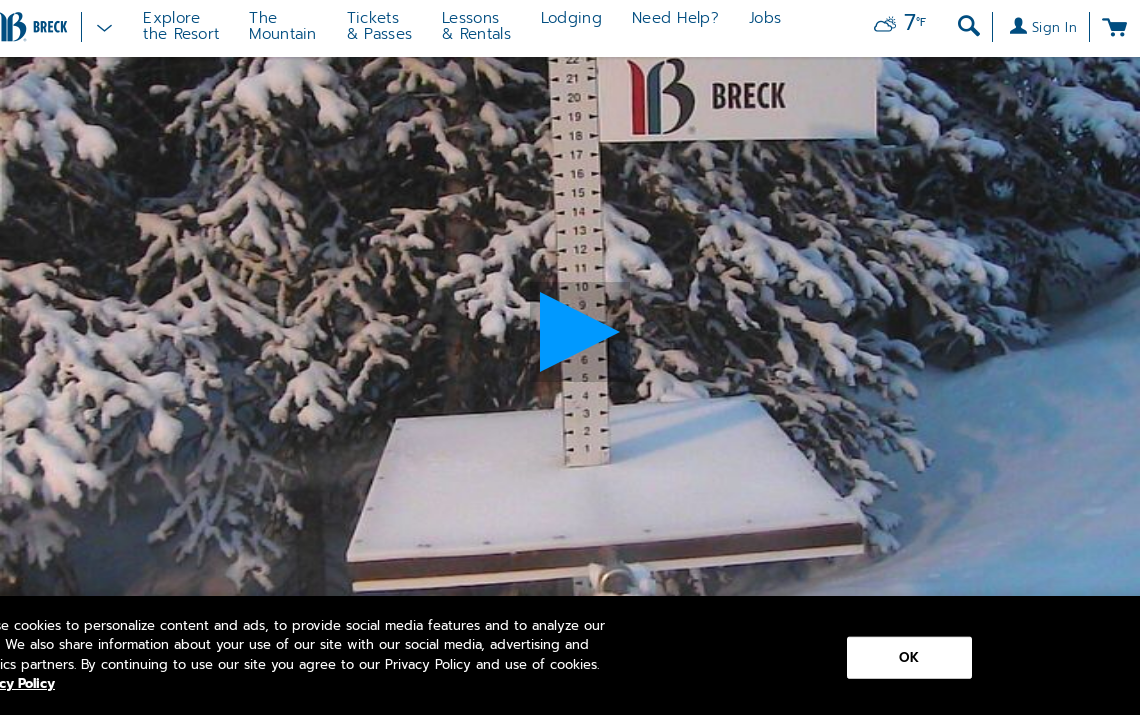 BRECK
Explore
the Resort
The
Mountain
Tickets
& Passes
Lessons
& Rentals
Lodging
Need Help?
Jobs
7°F
Sign In
BRECK
22
21
20
19
18
17
16
15
14
13
12
11
10
9
6
5
4
3
2
1
se cookies to personalize content and ads, to provide social media features and to analyze our
. We also share information about your use of our site with our social media, advertising and
ics partners. By continuing to use our site you agree to our Privacy Policy and use of cookies.
cy Policy
OK